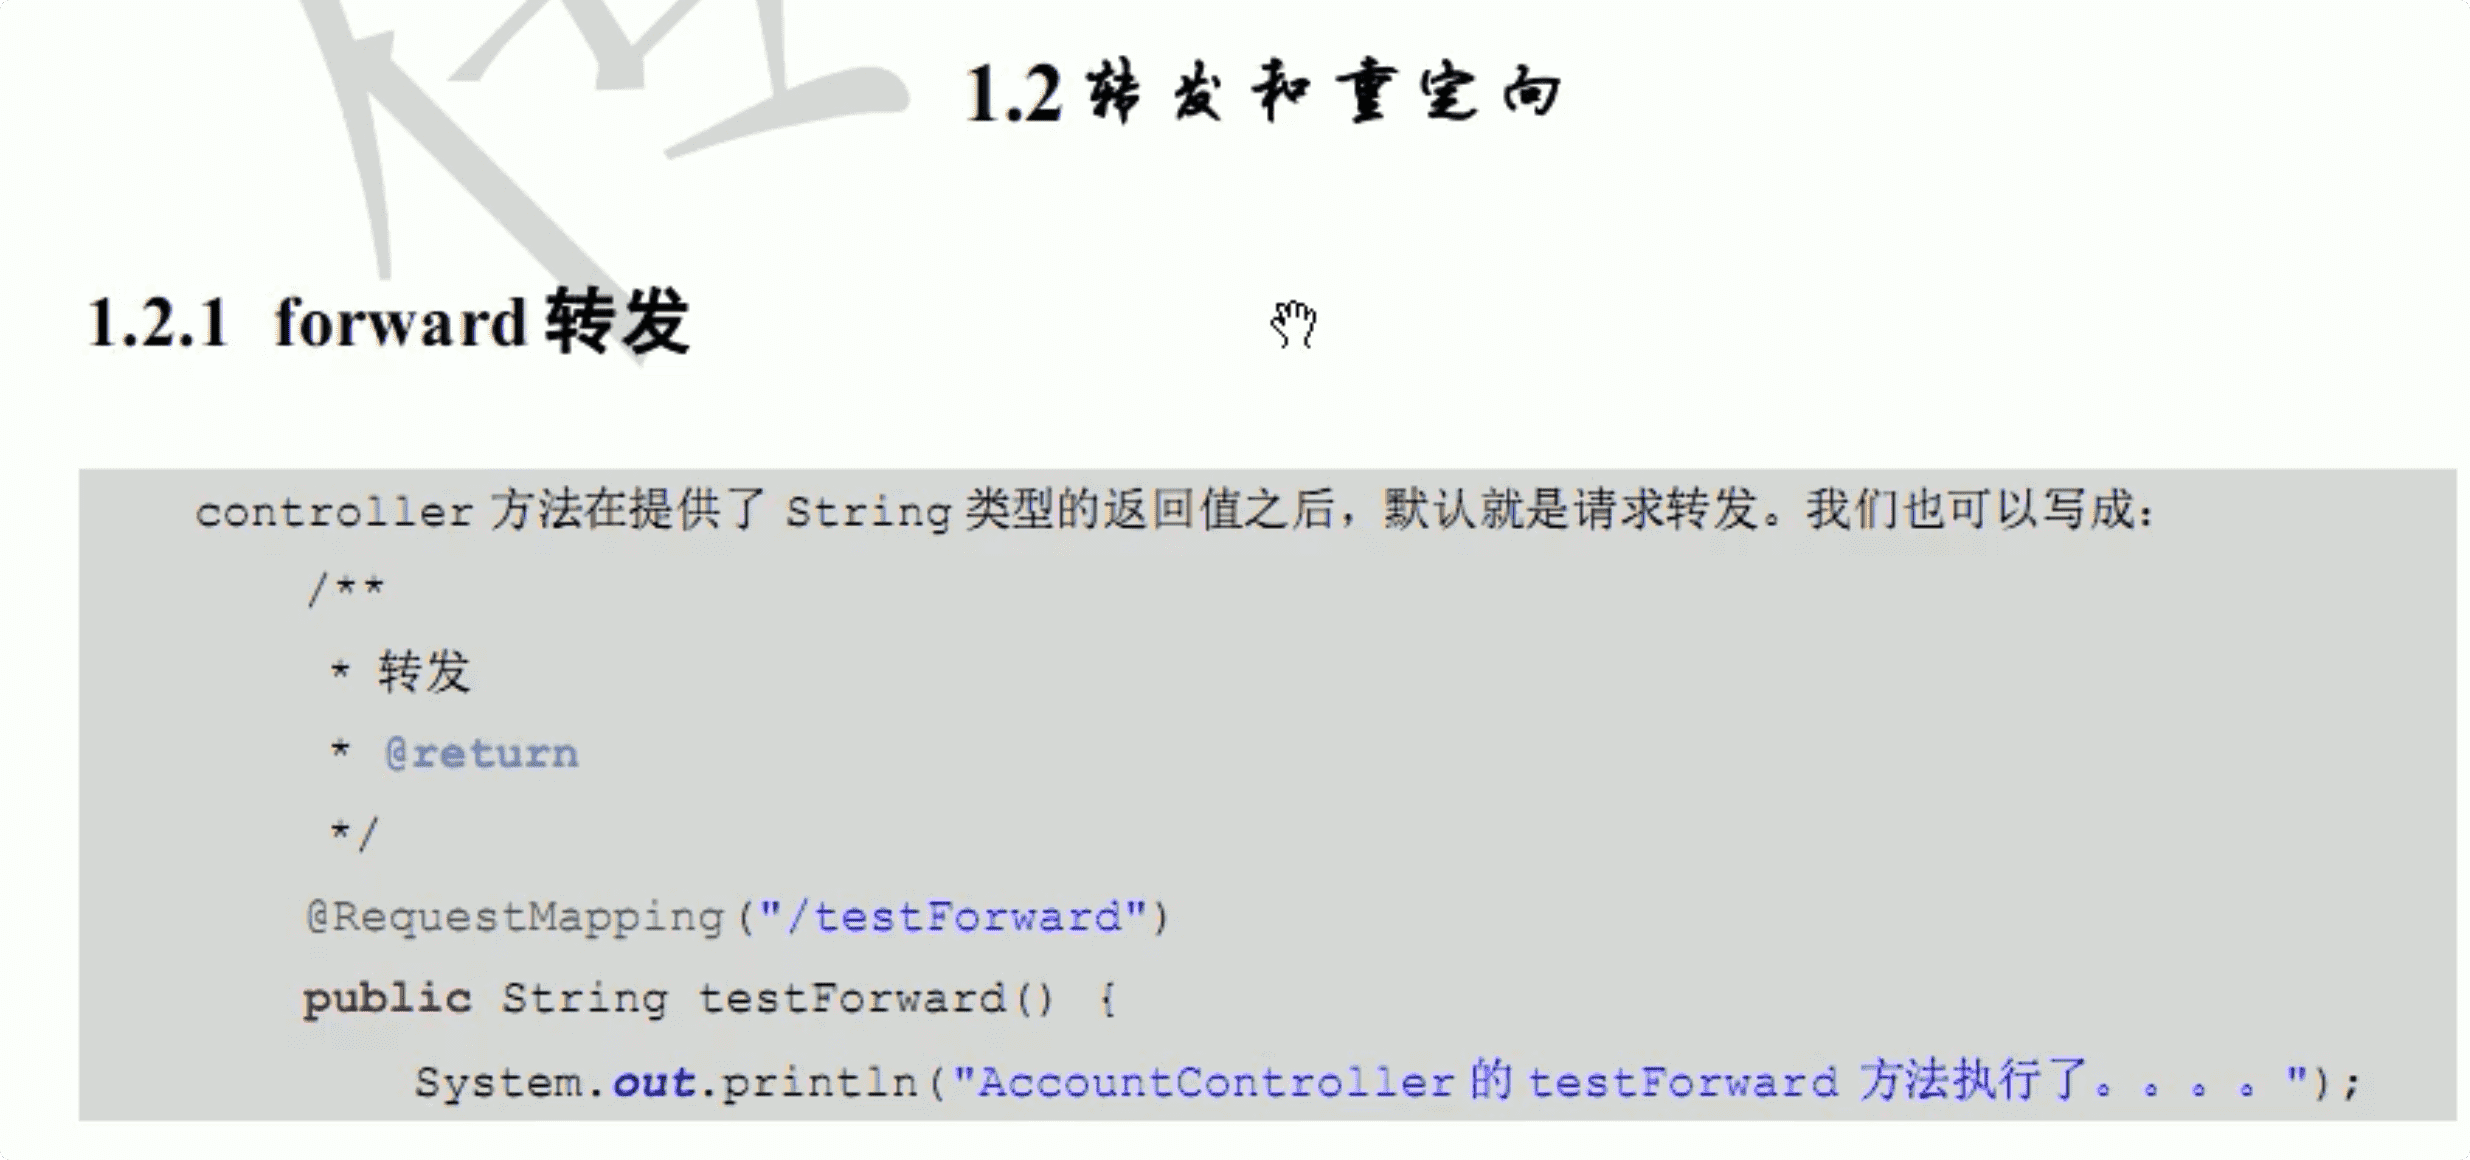 1.2 转发和重定向
1.2.1 forward 转发
controller 方法在提供了 String 类型的返回值之后，默认就是请求转发。我们也可以写成：
/**
* 转发
* @return
*/
@RequestMapping("/testForward")
public String testForward() {
System.out.println("AccountController 的 testForward 方法执行了。。。。");